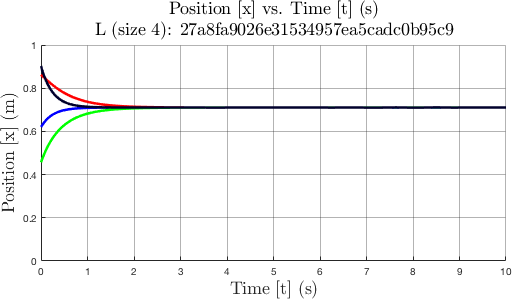 Position [x] vs. Time [t] (s)
L (size 4): 27a8fa9026e31534957ea5cadc0b95c9
Position [x] (m)
1
0.8
0.6
0.4
0.2
0
0 1 2 3 4 5 6 7 8 9 10
Time [t] (s)